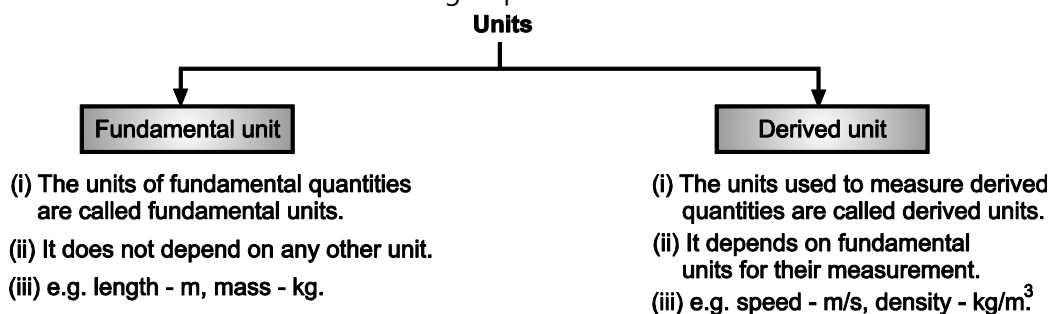 Units
Fundamental unit
Derived unit
(i) The units of fundamental quantities
are called fundamental units.
(ii) It does not depend on any other unit.
(iii) e.g. length - m, mass - kg.
(i) The units used to measure derived
quantities are called derived units.
(ii) It depends on fundamental
units for their measurement.
(iii) e.g. speed - m/s, density - kg/m³.